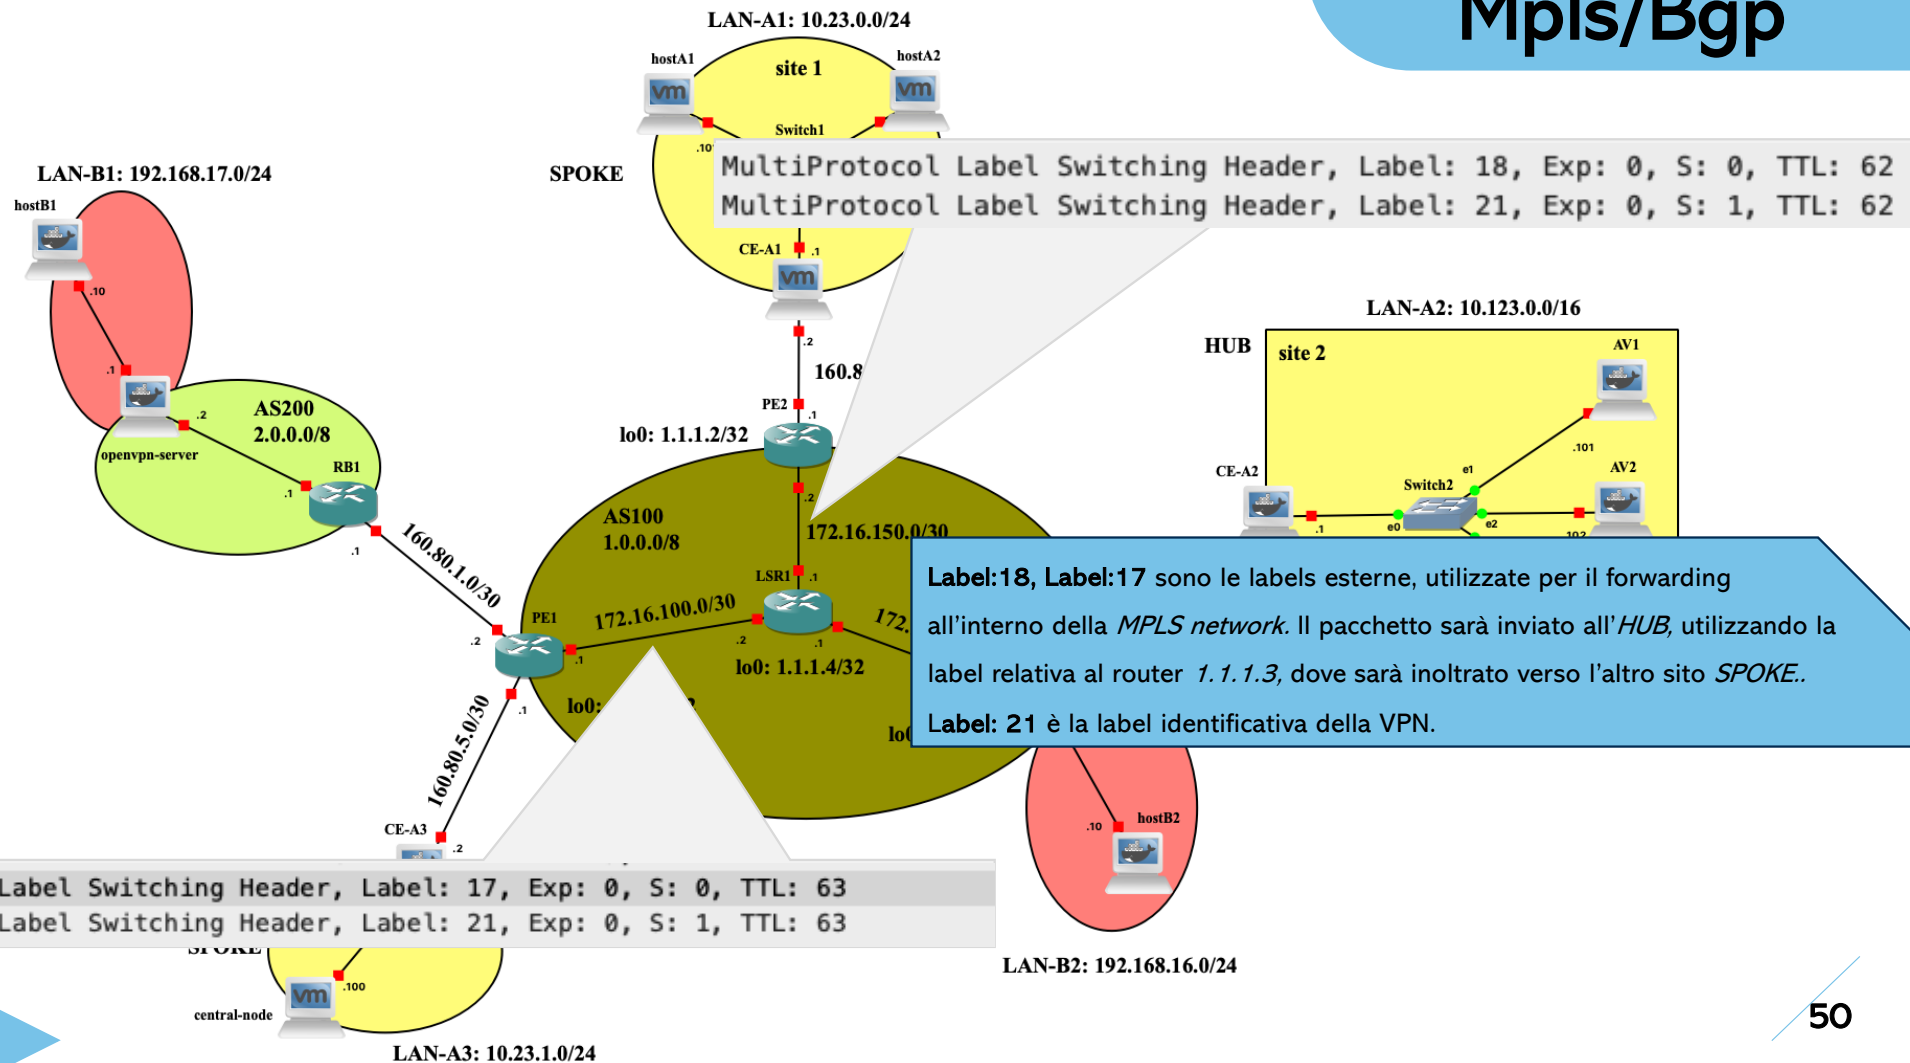 Mpls/Bgp
LAN-A1: 10.23.0.0/24
hostA1
hostA2
site 1
vm
vm
Switch1
.10
SPOKE
MultiProtocol Label Switching Header, Label: 18, Exp: 0, S: 0, TTL: 62
MultiProtocol Label Switching Header, Label: 21, Exp: 0, S: 1, TTL: 62
LAN-B1: 192.168.17.0/24
hostB1
.10
.1
CE-A1
.1
vm
.2
160.8
PE2
.1
lo0: 1.1.1.2/32
LAN-A2: 10.123.0.0/16
HUB
site 2
AV1
.101
CE-A2
e1
AV2
Switch2
.1
e0
e2
102
.2
AS200
2.0.0.0/8
openvpn-server
RB1
.1
.1
160.80.1.0/30
AS100
1.0.0.0/8
.2
172.16.150.0/30
LSR1
.1
PE1
172.16.100.0/30
.2
.2
.1
.1
172.
lo0: 1.1.1.4/32
lo0:
2
lo0
.1
160.80.5.0/30
Label:18, Label:17 sono le labels esterne, utilizzate per il forwarding
all'interno della MPLS network. Il pacchetto sarà inviato all'HUB, utilizzando la
label relativa al router 1.1.1.3, dove sarà inoltrato verso l'altro sito SPOKE..
Label: 21 è la label identificativa della VPN.
CE-A3
.2
.10
hostB2
Label Switching Header, Label: 17, Exp: 0, S: 0, TTL: 63
Label Switching Header, Label: 21, Exp: 0, S: 1, TTL: 63
SPOKE
LAN-B2: 192.168.16.0/24
.100
vm
central-node
LAN-A3: 10.23.1.0/24
50